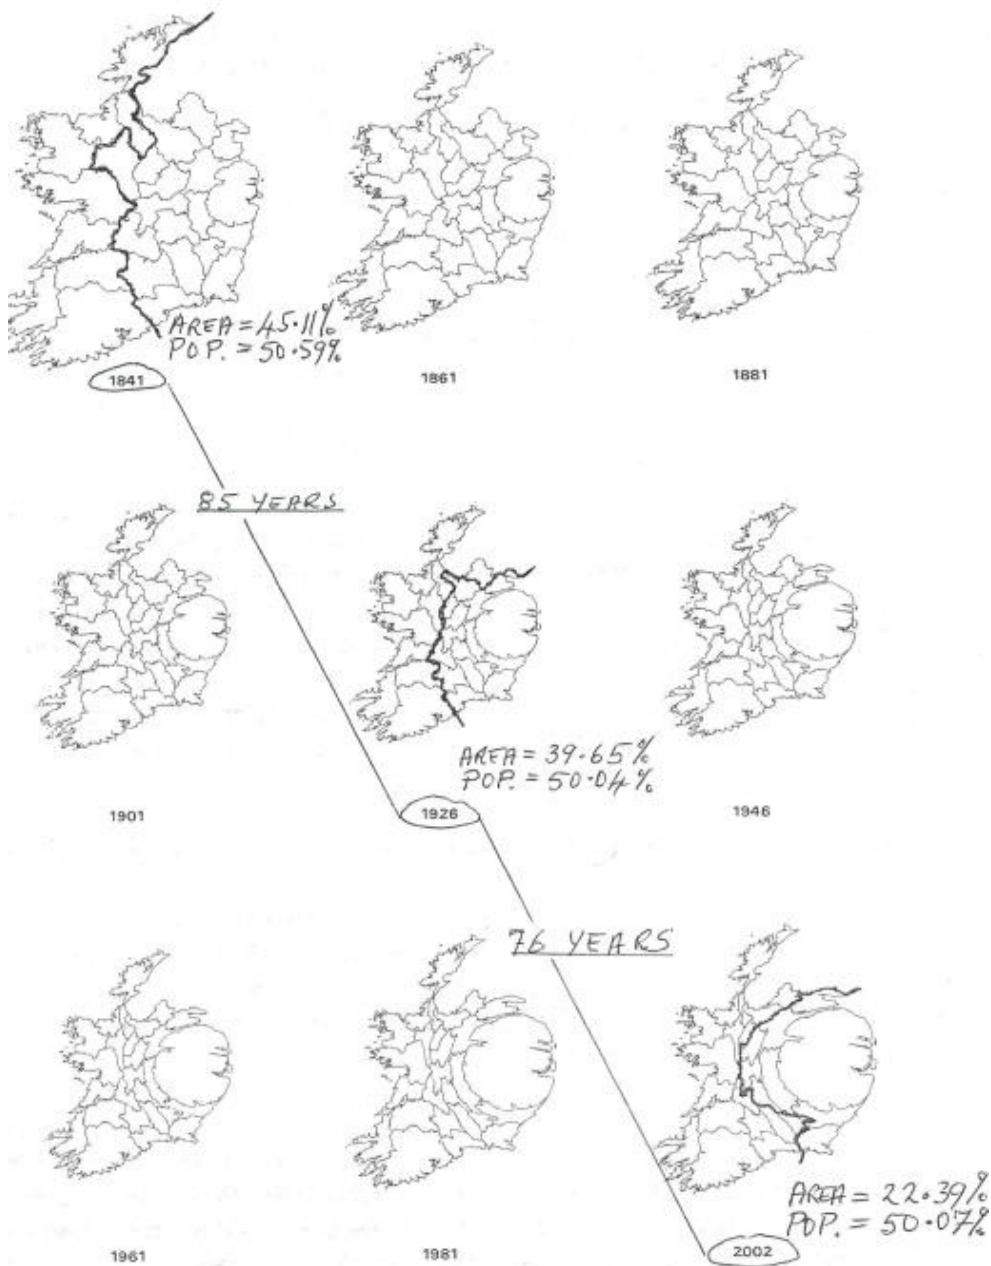 AREA = 45.11%
POP. = 50.59%
1841
1861
1881
85 YEARS
AREA = 39.65%
POP. = 50.04%
1901
1926
1946
76 YEARS
AREA = 22.39%
POP. = 50.07%
1961
1981
2002